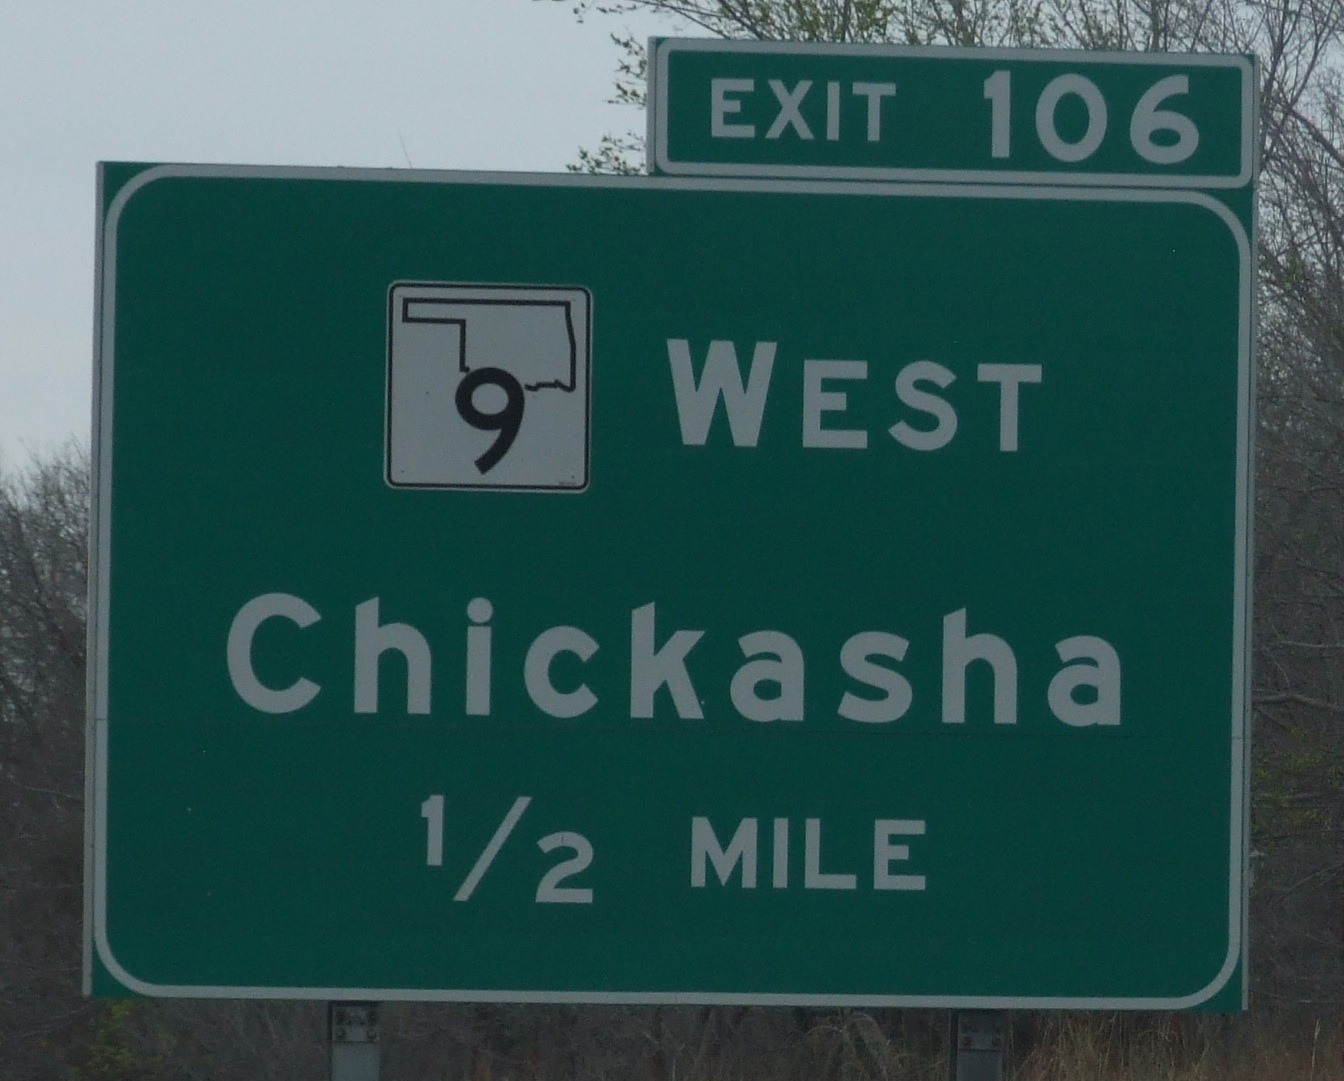 EXIT 106
9 WEST
Chickasha
1/2 MILE